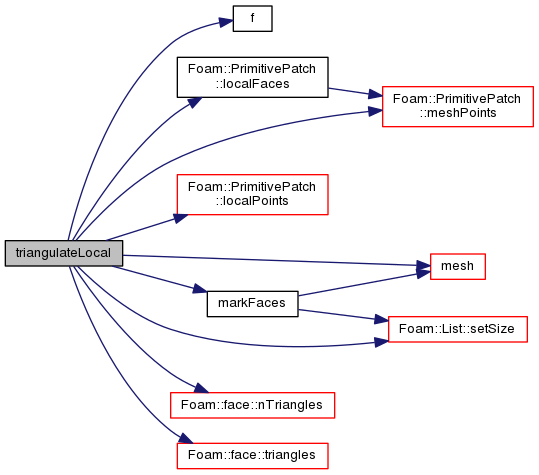 f
Foam::PrimitivePatch
::localFaces
Foam::PrimitivePatch
::meshPoints
Foam::PrimitivePatch
::localPoints
triangulateLocal
mesh
markFaces
Foam::List::setSize
Foam::face::nTriangles
Foam::face::triangles